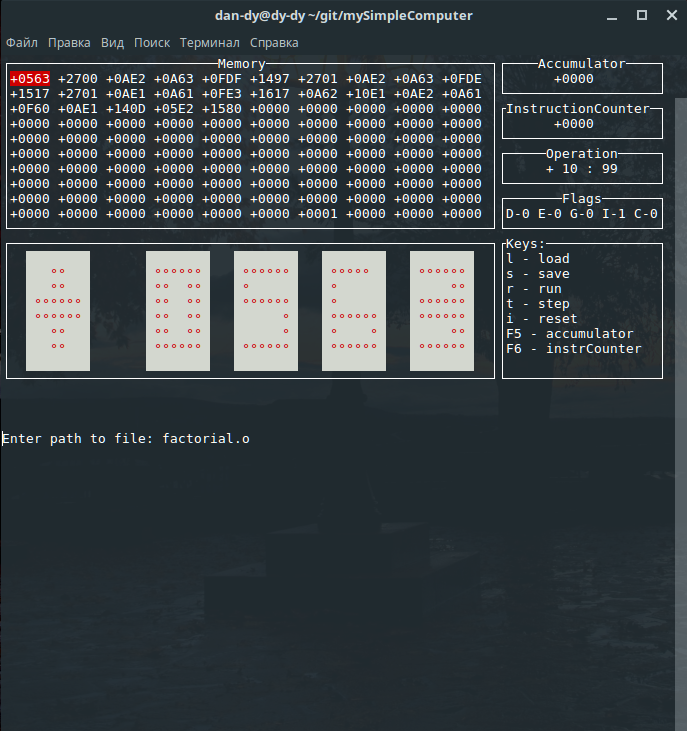 dan-dy@dy-dy ~/git/mySimpleComputer
Файл Правка Вид Поиск Терминал Справка
Memory
+0563 +2700 +0AE2 +0A63 +0FDF +1497 +2701 +0AE2 +0A63 +0FDE
+1517 +2701 +0AE1 +0A61 +0FE3 +1617 +0A62 +10E1 +0AE2 +0A61
+0F60 +0AE1 +140D +05E2 +1580 +0000 +0000 +0000 +0000 +0000
+0000 +0000 +0000 +0000 +0000 +0000 +0000 +0000 +0000 +0000
+0000 +0000 +0000 +0000 +0000 +0000 +0000 +0000 +0000 +0000
+0000 +0000 +0000 +0000 +0000 +0000 +0000 +0000 +0000 +0000
+0000 +0000 +0000 +0000 +0000 +0000 +0000 +0000 +0000 +0000
+0000 +0000 +0000 +0000 +0000 +0000 +0000 +0000 +0000 +0000
+0000 +0000 +0000 +0000 +0000 +0000 +0000 +0000 +0000 +0000
+0000 +0000 +0000 +0000 +0000 +0000 +0001 +0000 +0000 +0000
Accumulator
+0000
InstructionCounter
+0000
Operation
+ 10 : 99
Flags
D-0 E-0 G-0 I-1 C-0
+0563
Keys:
l - load
s - save
r - run
t - step
i - reset
F5 - accumulator
F6 - instrCounter
Enter path to file: factorial.o